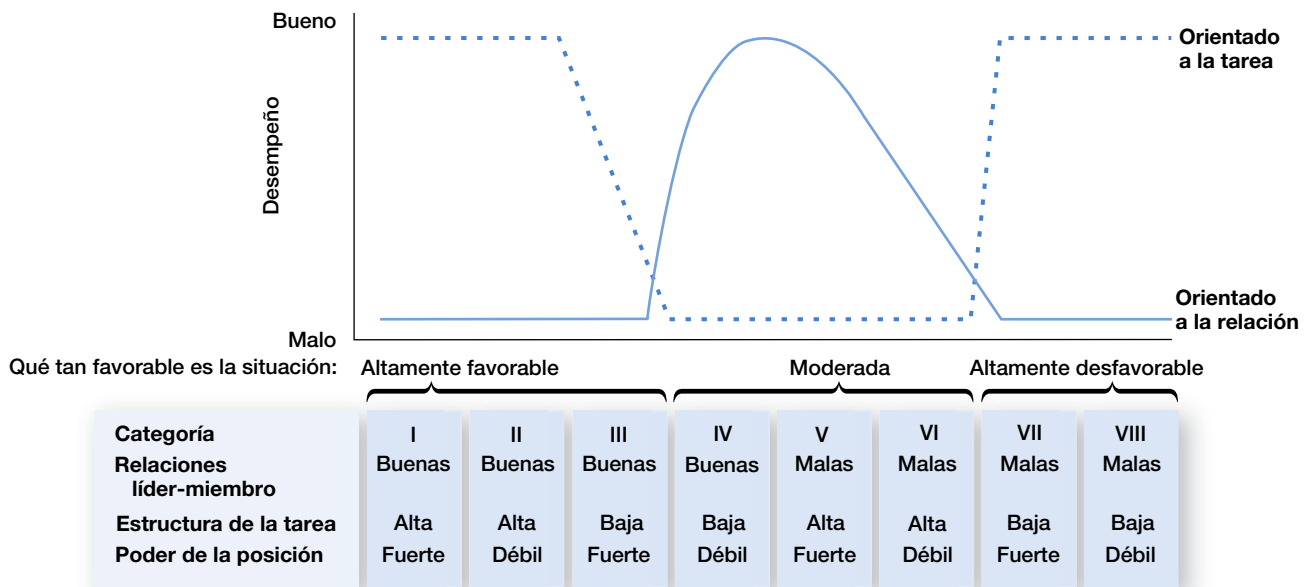 Bueno
Orientado
a la tarea
Desempeño
Orientado
a la relación
Malo
Qué tan favorable es la situación: Altamente favorable Moderada Altamente desfavorable
Categoría I II III IV V VI VII VIII
Relaciones Buenas Buenas Buenas Buenas Malas Malas Malas Malas
líder-miembro
Estructura de la tarea Alta Alta Baja Baja Alta Alta Baja Baja
Poder de la posición Fuerte Débil Fuerte Débil Fuerte Débil Fuerte Débil